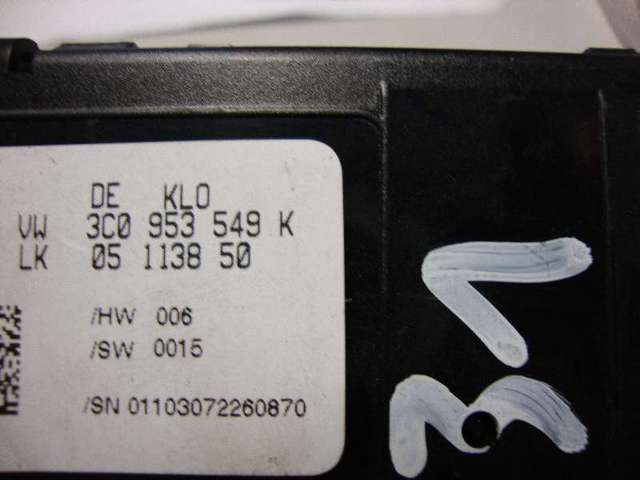 DE KLO
VW 3C0 953 549 K
LK 05 1138 50
/HW 006
/SW 0015
/SN 01103072260870